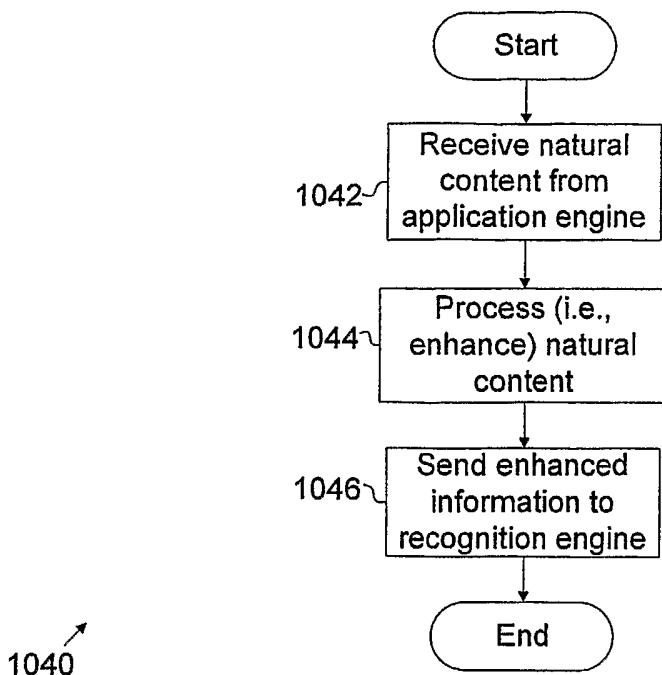 Start
Receive natural
content from
application engine
1042
Process (i.e.,
enhance) natural
content
1044
Send enhanced
information to
recognition engine
1046
End
1040